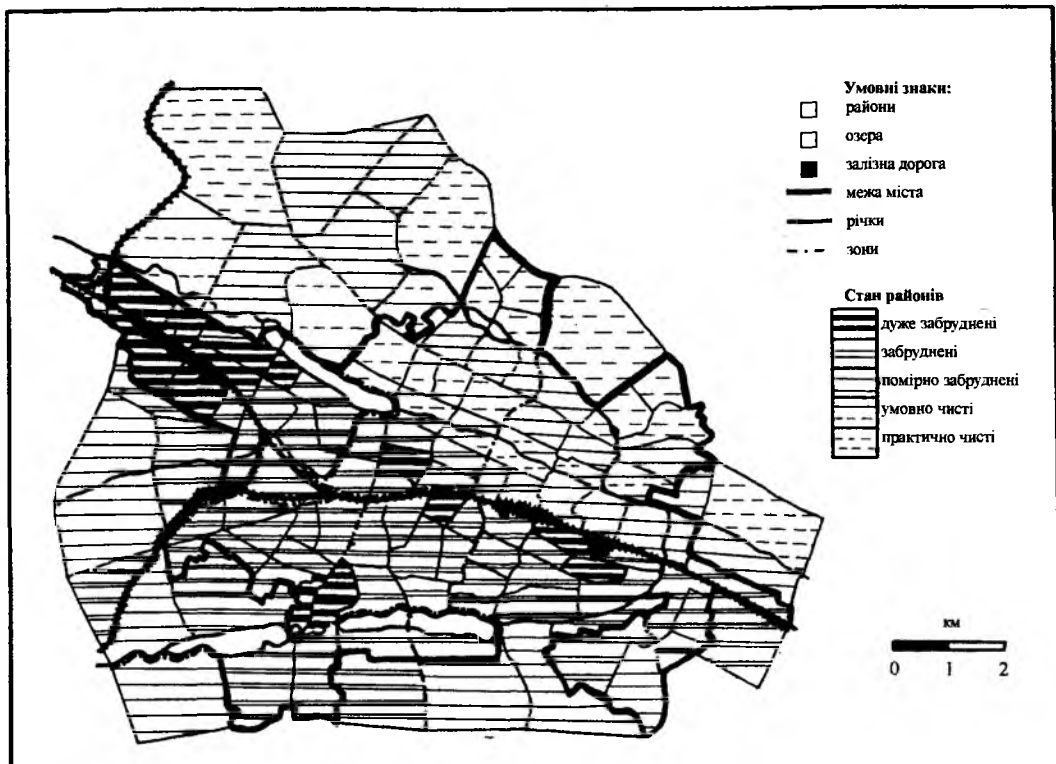 Умовні знаки:
райони
озера
залізна дорога
межа міста
річки
зони
Стан районів
дуже забруднені
забруднені
помірно забруднені
умовно чисті
практично чисті
км
0 1 2